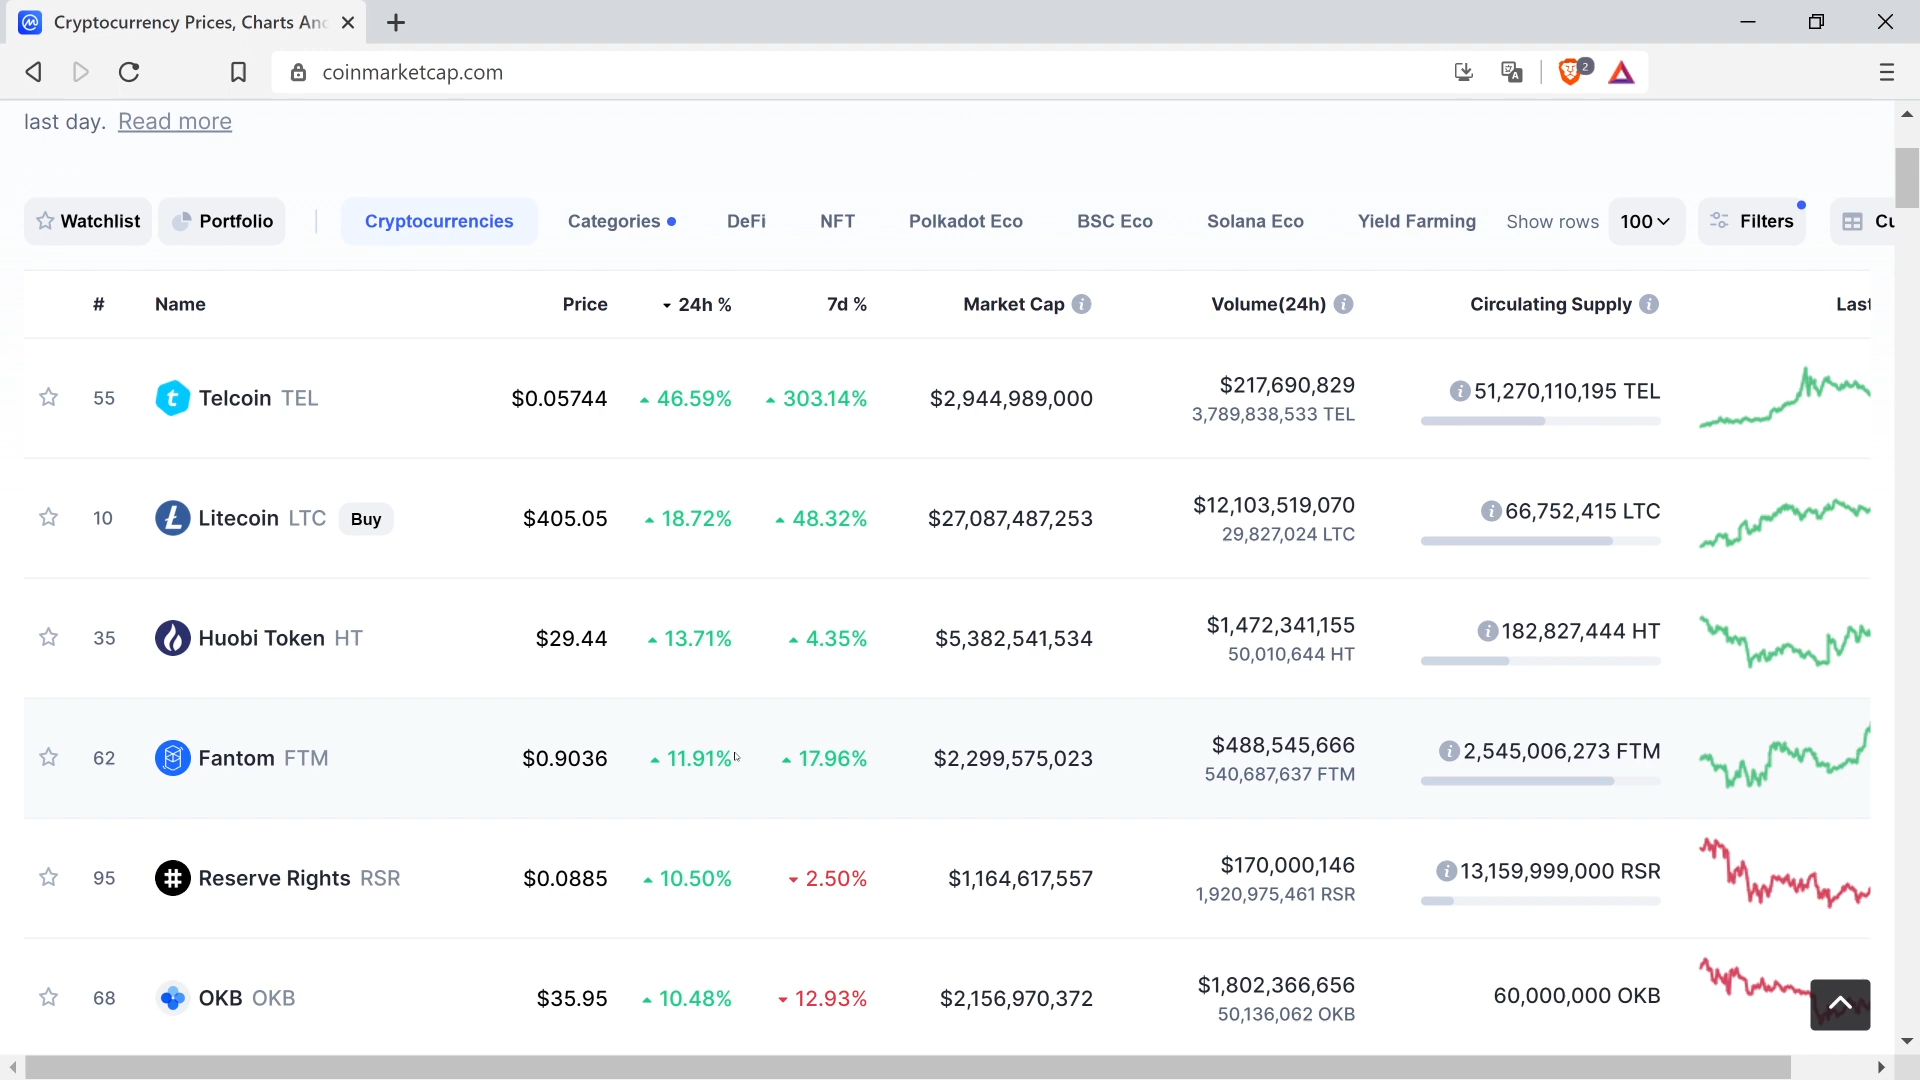 Cryptocurrency Prices, Charts And
coinmarketcap.com
2
last day. Read more
Watchlist Portfolio Cryptocurrencies Categories DeFi NFT Polkadot Eco BSC Eco Solana Eco Yield Farming Show rows 100 Filters Cu
# Name Price 24h % 7d % Market Cap Volume(24h) Circulating Supply Last
55 Telcoin TEL $0.05744 46.59% 303.14% $2,944,989,000 $217,690,829 51,270,110,195 TEL
3,789,838,533 TEL
10 Litecoin LTC Buy $405.05 18.72% 48.32% $27,087,487,253 $12,103,519,070 66,752,415 LTC
29,827,024 LTC
35 Huobi Token HT $29.44 13.71% 4.35% $5,382,541,534 $1,472,341,155 182,827,444 HT
50,010,644 HT
62 Fantom FTM $0.9036 11.91% 17.96% $2,299,575,023 $488,545,666 2,545,006,273 FTM
540,687,637 FTM
95 Reserve Rights RSR $0.0885 10.50% 2.50% $1,164,617,557 $170,000,146 13,159,999,000 RSR
1,920,975,461 RSR
68 OKB OKB $35.95 10.48% 12.93% $2,156,970,372 $1,802,366,656 60,000,000 OKB
50,136,062 OKB